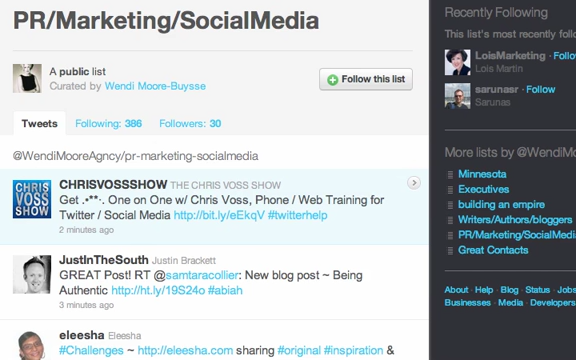 PR/Marketing/SocialMedia
A public list
Curated by Wendi Moore-Buysse
Follow this list
Tweets
Following: 386
Followers: 30
@WendiMooreAgncy/pr-marketing-socialmedia
CHRIS
VOSS
SHOW
CHRISVOSSSHOW THE CHRIS VOSS SHOW
Get .•**·. One on One w/ Chris Voss, Phone / Web Training for
Twitter / Social Media http://bit.ly/eEkqV #twitterhelp
2 minutes ago
JustInTheSouth Justin Brackett
GREAT Post! RT @samtaracollier: New blog post ~ Being
Authentic http://ht.ly/19S24o #abiah
3 minutes ago
eleesha Eleesha
#Challenges ~ http://eleesha.com sharing #original #inspiration &
Recently Following
This list's most recently follo
LoisMarketing · Follo
Lois Martin
sarunasr · Follow
Sarunas
More lists by @WendiMo
Minnesota
Executives
building an empire
Writers/Authors/bloggers
PR/Marketing/SocialMedia
Great Contacts
About · Help · Blog · Status · Jobs
Businesses · Media · Developers